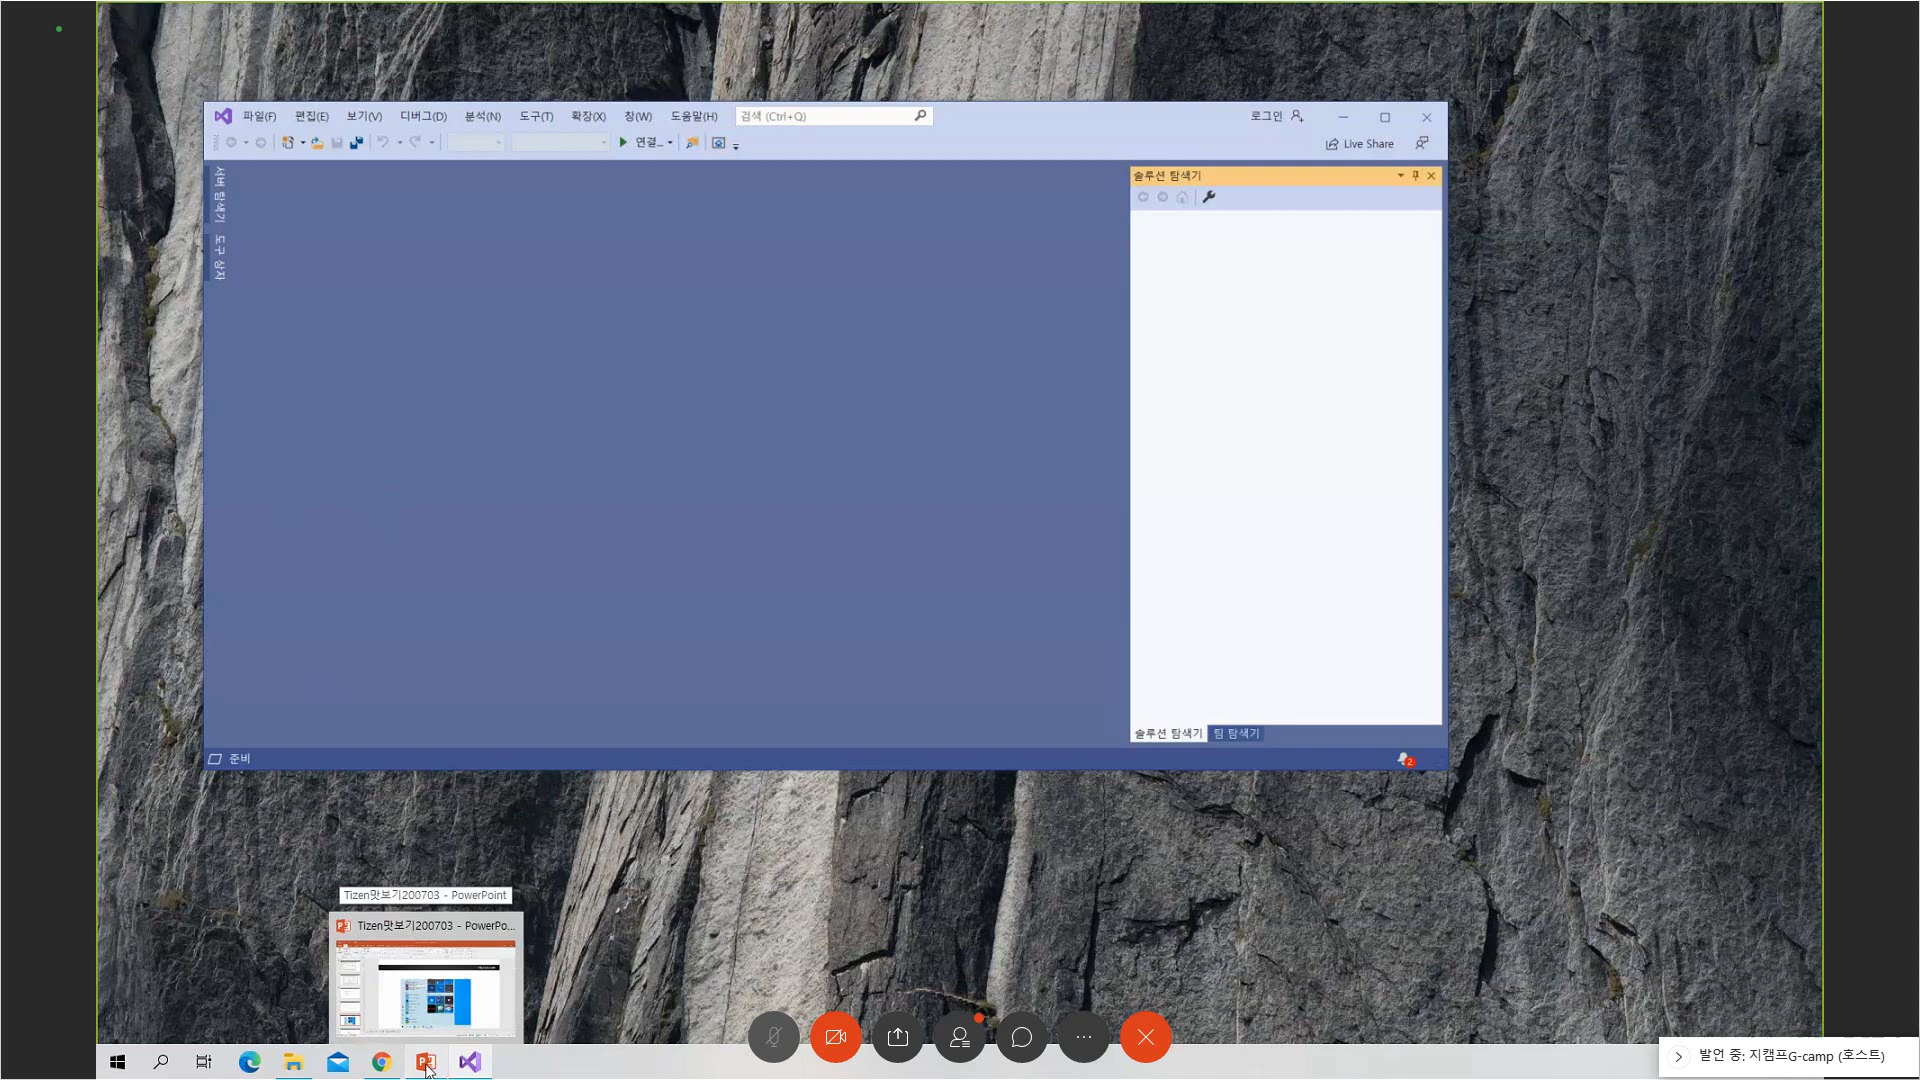 파일(F) 편집(E) 보기(V) 디버그(D) 분석(N) 도구(T) 확장(X) 창(W) 도움말(H) 검색 (Ctrl+Q) 로그인
연결... Live Share
서버 탐색기
도구 상자
솔루션 탐색기
솔루션 탐색기 팀 탐색기
준비 2
Tizen맛보기200703 - PowerPoint
Tizen맛보기200703 - PowerPo...
발언 중: 지캠프G-camp (호스트)